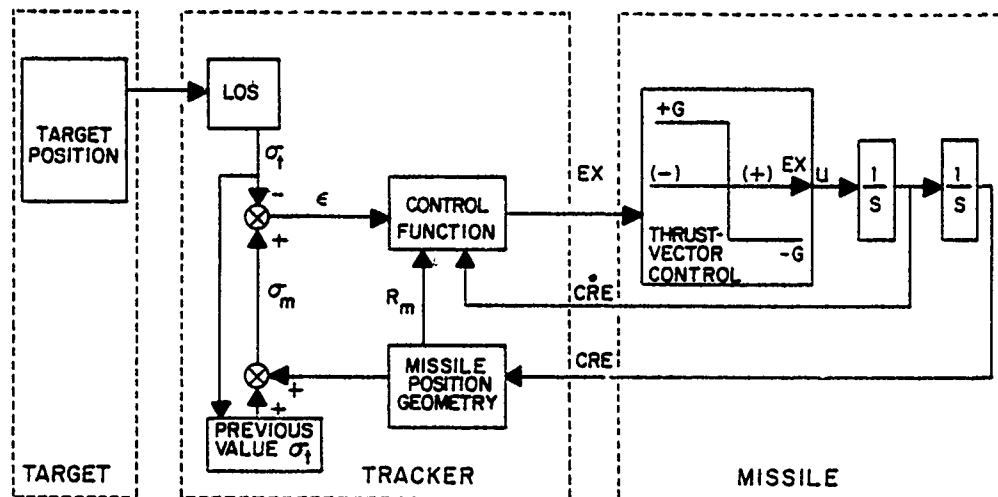 TARGET
POSITION
LOS
σt
-
+
ϵ
σm
+
+
PREVIOUS
VALUE σt
CONTROL
FUNCTION
Rm
MISSILE
POSITION
GEOMETRY
EX
+G
(-)
(+)
EX
-G
THRUST-
VECTOR
CONTROL
U
1
S
1
S
CṘE
CRE
TARGET
TRACKER
MISSILE